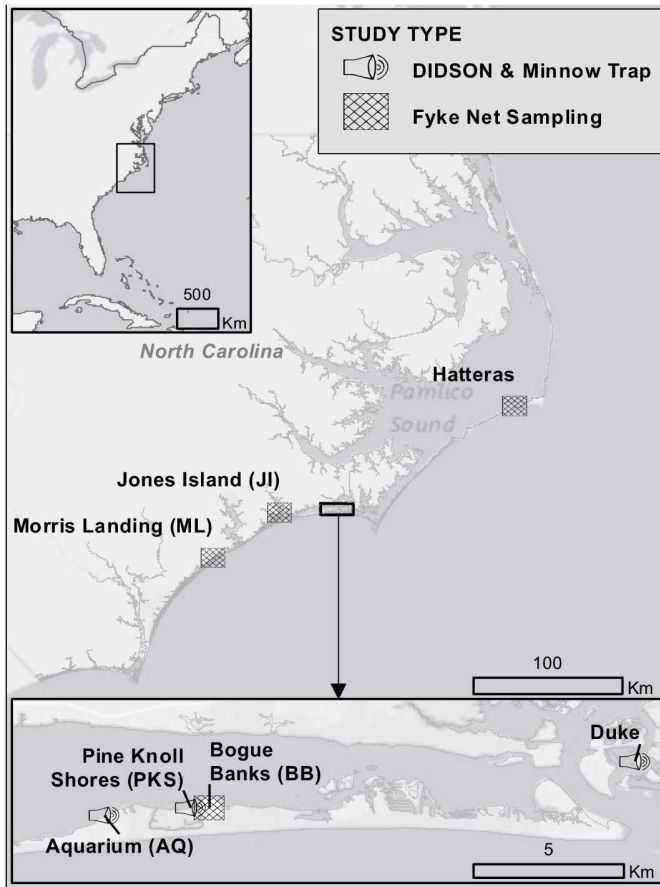 STUDY TYPE
DIDSON & Minnow Trap
Fyke Net Sampling
500
Km
North Carolina
Hatteras
Pamlico
Sound
Jones Island (JI)
Morris Landing (ML)
100
Km
Duke
Pine Knoll
Shores (PKS)
Bogue
Banks (BB)
Aquarium (AQ)
5
Km